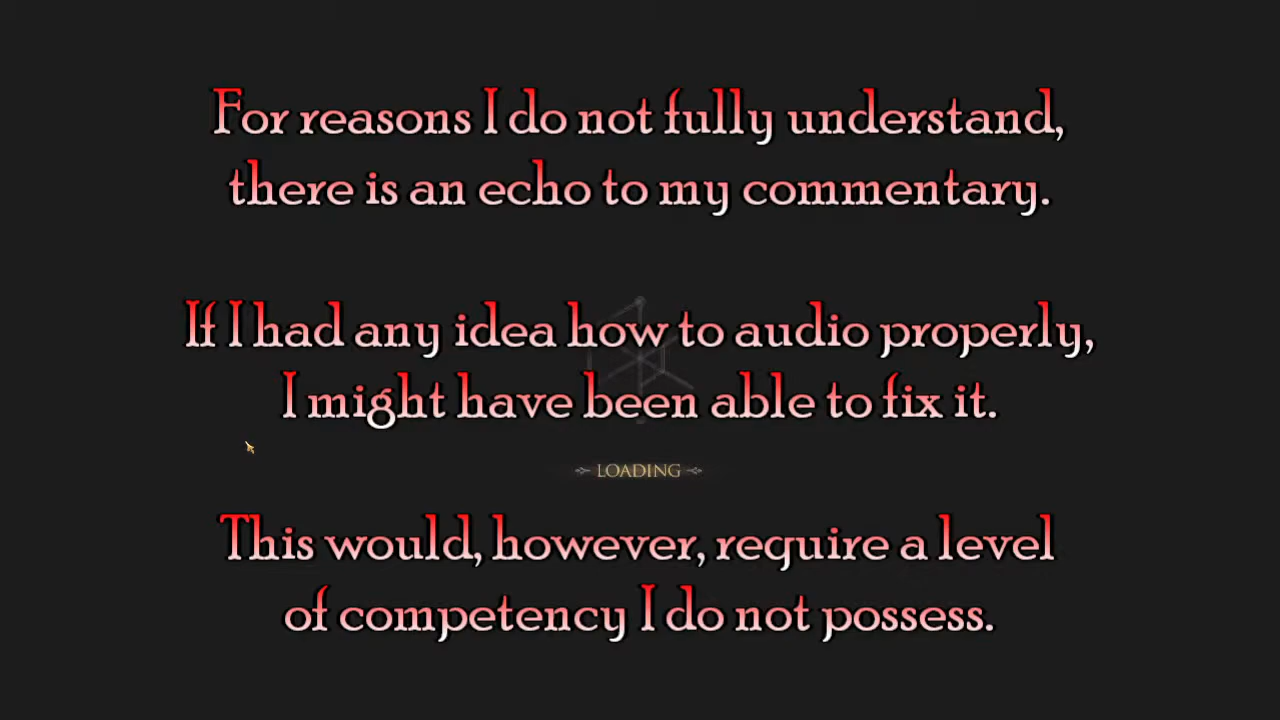 For reasons I do not fully understand,
there is an echo to my commentary.
If I had any idea how to audio properly,
I might have been able to fix it.
LOADING
This would, however, require a level
of competency I do not possess.